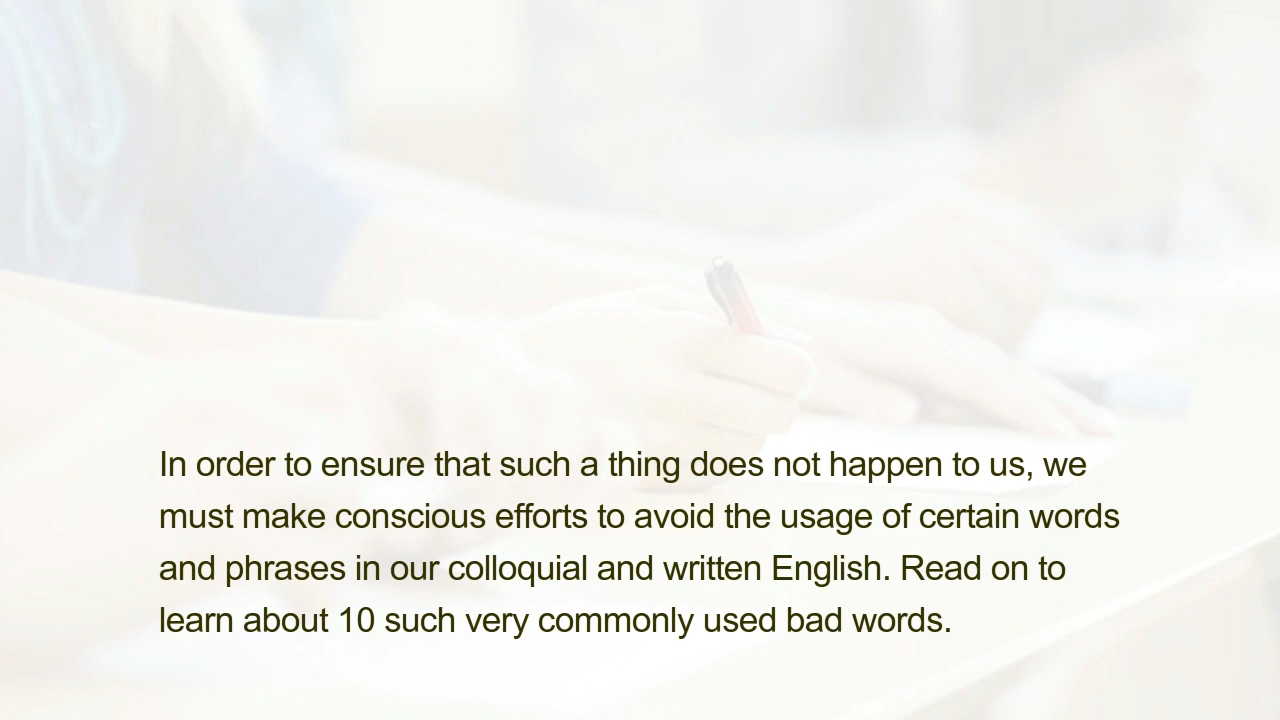 In order to ensure that such a thing does not happen to us, we
must make conscious efforts to avoid the usage of certain words
and phrases in our colloquial and written English. Read on to
learn about 10 such very commonly used bad words.